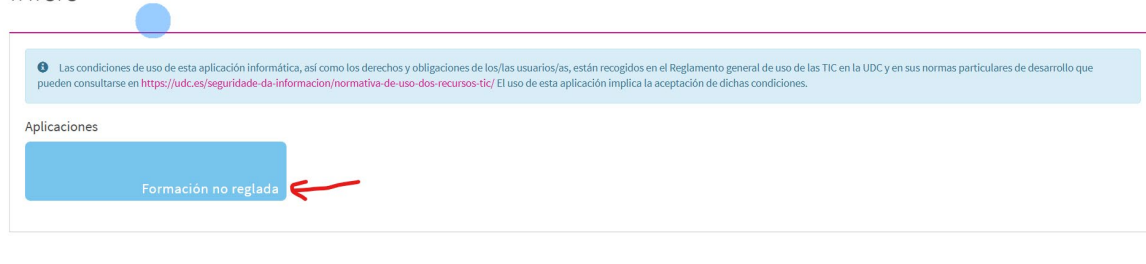 Las condiciones de uso de esta aplicación informática, así como los derechos y obligaciones de los/las usuarios/as, están recogidos en el Reglamento general de uso de las TIC en la UDC y en sus normas particulares de desarrollo que
pueden consultarse en https://udc.es/seguridade-da-informacion/normativa-de-uso-dos-recursos-tic/ El uso de esta aplicación implica la aceptación de dichas condiciones.
Aplicaciones
Formación no reglada